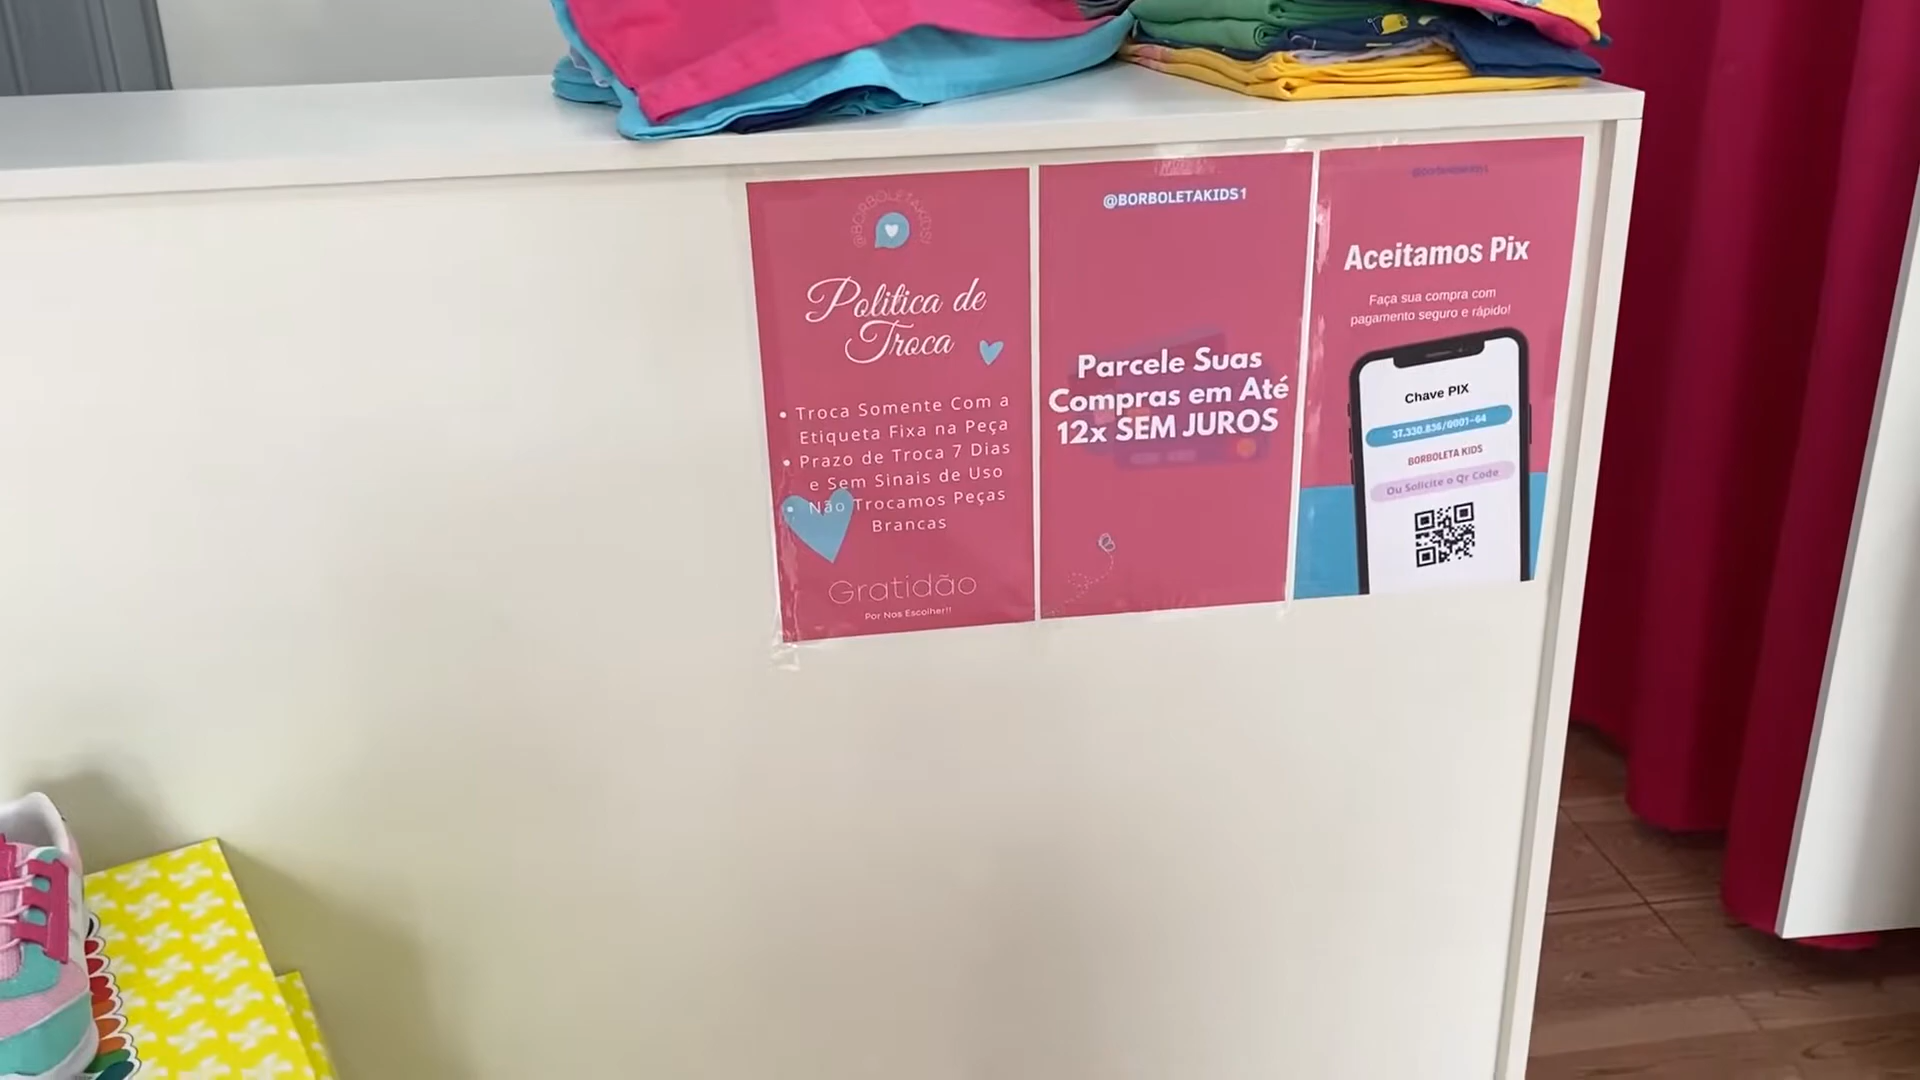 @BORBOLETAKIDS1
Politica de
Troca
• Troca Somente Com a
Etiqueta Fixa na Peça
• Prazo de Troca 7 Dias
e Sem Sinais de Uso
• Não Trocamos Peças
Brancas
Gratidão
Por Nos Escolher!!
@BORBOLETAKIDS1
Parcele Suas
Compras em Até
12x SEM JUROS
@BORBOLETAKIDS1
Aceitamos Pix
Faça sua compra com
pagamento seguro e rápido!
Chave PIX
37.330.836/0001-64
BORBOLETA KIDS
Ou Solicite o Qr Code